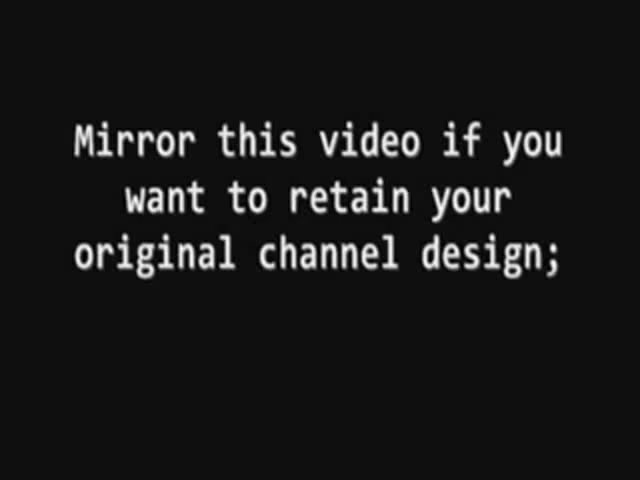 Mirror this video if you
want to retain your
original channel design;